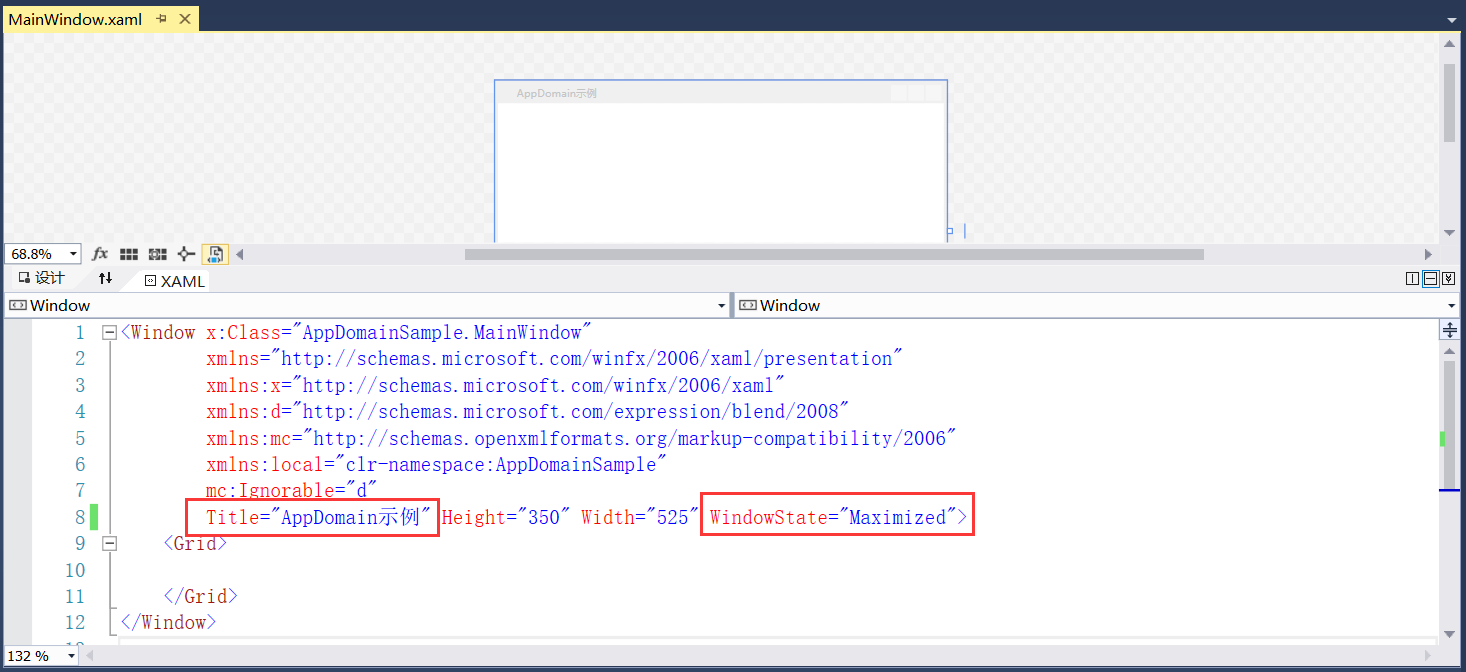 MainWindow.xaml
AppDomain示例
68.8%
设计
XAML
Window
Window
1 <Window x:Class="AppDomainSample.MainWindow"
2 xmlns="http://schemas.microsoft.com/winfx/2006/xaml/presentation"
3 xmlns:x="http://schemas.microsoft.com/winfx/2006/xaml"
4 xmlns:d="http://schemas.microsoft.com/expression/blend/2008"
5 xmlns:mc="http://schemas.openxmlformats.org/markup-compatibility/2006"
6 xmlns:local="clr-namespace:AppDomainSample"
7 mc:Ignorable="d"
8 Title="AppDomain示例" Height="350" Width="525" WindowState="Maximized">
9 <Grid>
10
11 </Grid>
12 </Window>
132 %